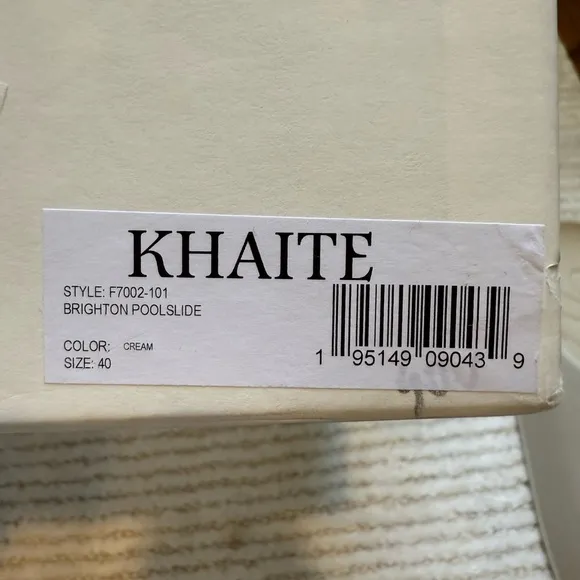 KHAITE
STYLE: F7002-101
BRIGHTON POOLSLIDE
COLOR: CREAM
SIZE: 40
1 95149 09043 9